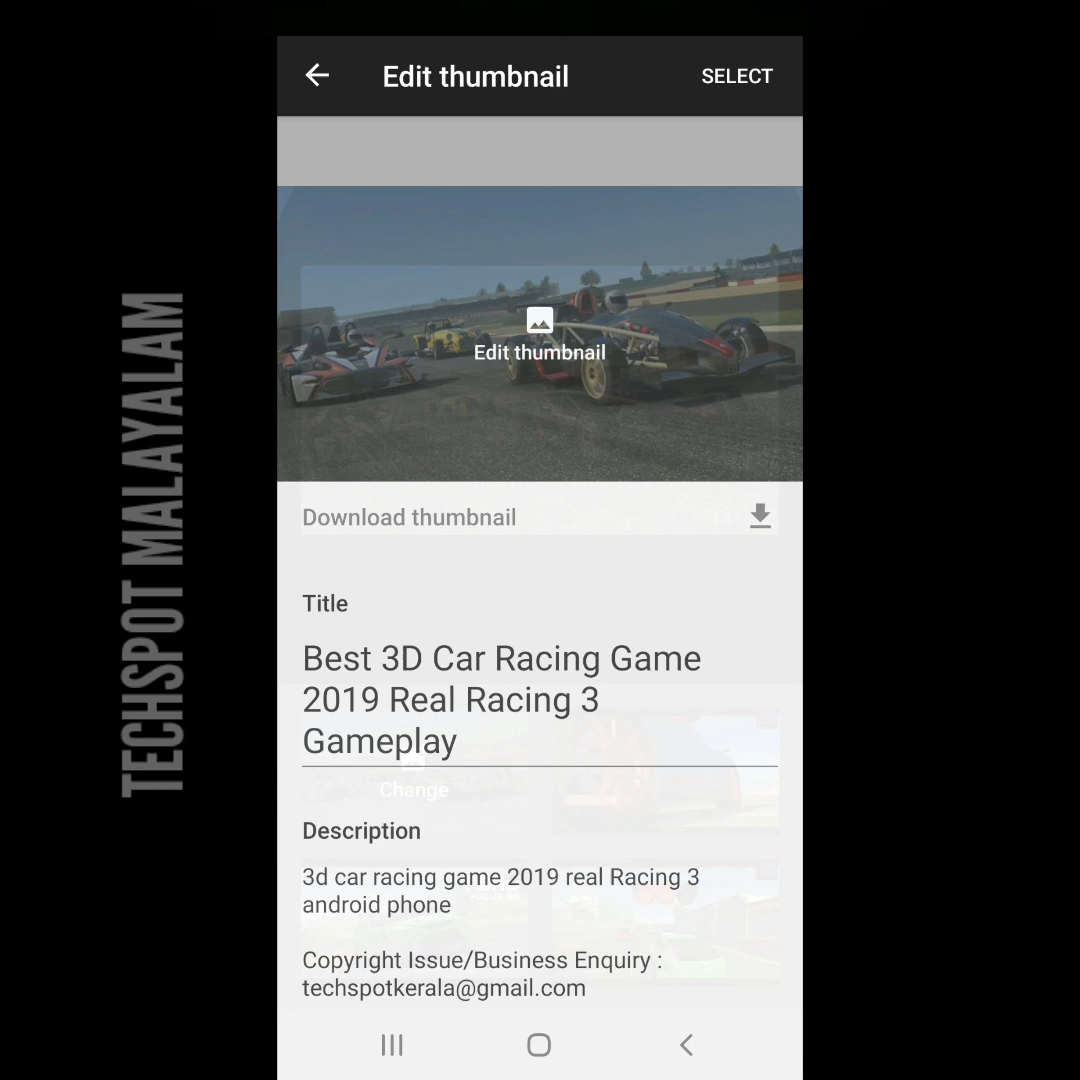 Edit thumbnail
SELECT
Edit thumbnail
Download thumbnail
Title
Best 3D Car Racing Game
2019 Real Racing 3
Gameplay
Change
Description
3d car racing game 2019 real Racing 3
android phone
Copyright Issue/Business Enquiry :
techspotkerala@gmail.com
TECHSPOT MALAYALAM